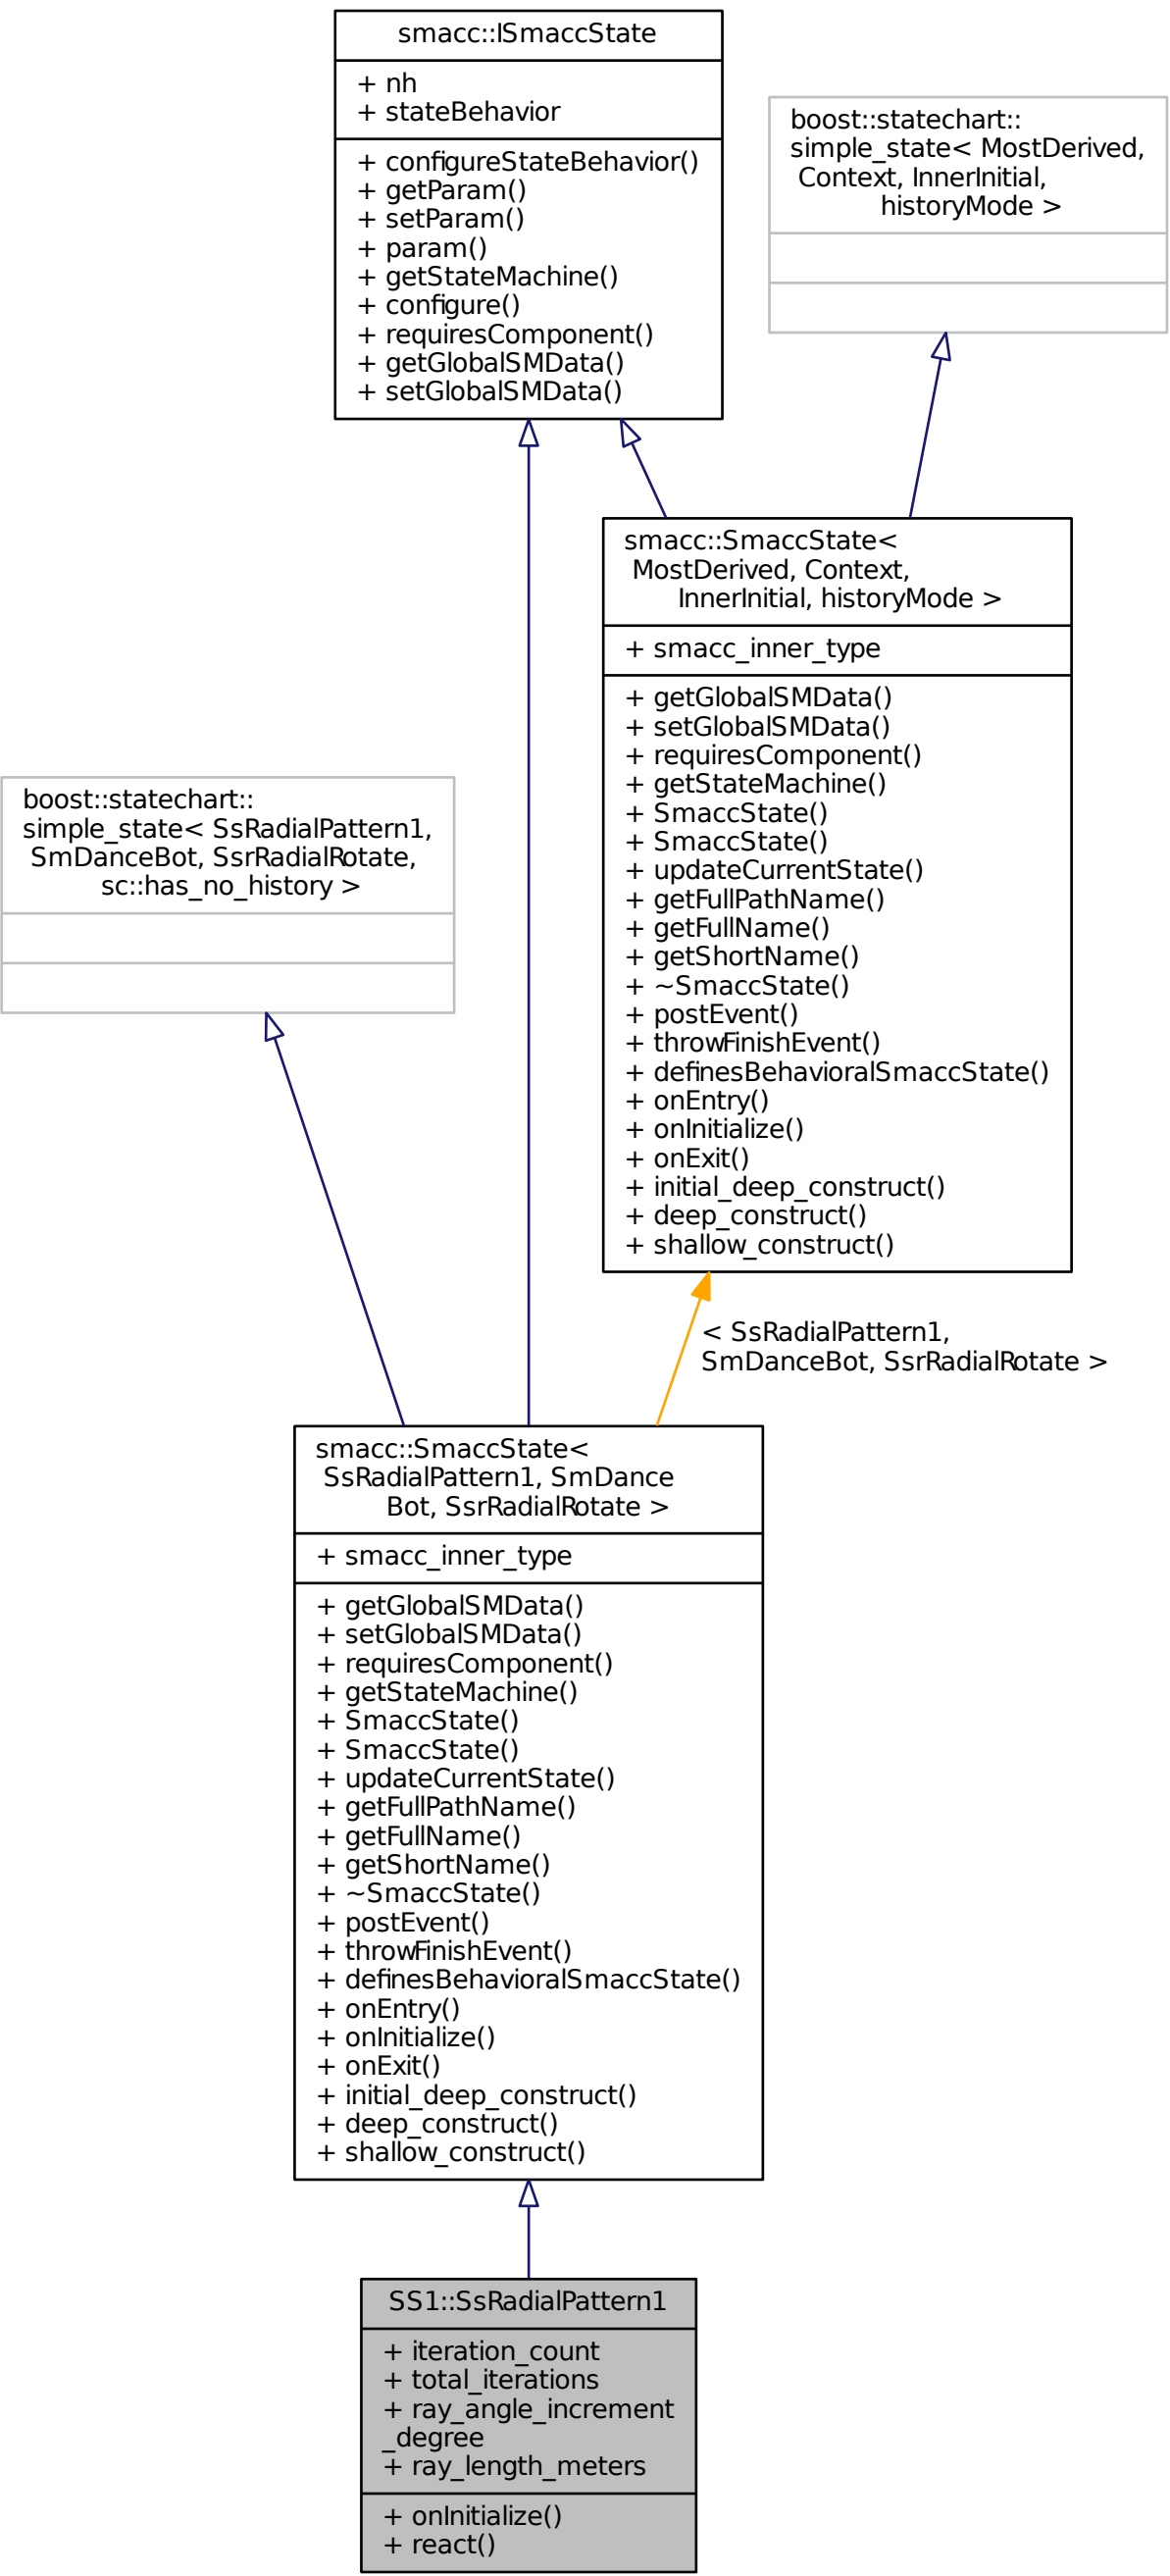 smacc::ISmaccState
+ nh
+ stateBehavior
+ configureStateBehavior()
+ getParam()
+ setParam()
+ param()
+ getStateMachine()
+ configure()
+ requiresComponent()
+ getGlobalSMData()
+ setGlobalSMData()
boost::statechart::
simple_state< MostDerived,
Context, InnerInitial,
historyMode >
smacc::SmaccState<
MostDerived, Context,
InnerInitial, historyMode >
+ smacc_inner_type
+ getGlobalSMData()
+ setGlobalSMData()
+ requiresComponent()
+ getStateMachine()
+ SmaccState()
+ SmaccState()
+ updateCurrentState()
+ getFullPathName()
+ getFullName()
+ getShortName()
+ ~SmaccState()
+ postEvent()
+ throwFinishEvent()
+ definesBehavioralSmaccState()
+ onEntry()
+ onInitialize()
+ onExit()
+ initial_deep_construct()
+ deep_construct()
+ shallow_construct()
boost::statechart::
simple_state< SsRadialPattern1,
SmDanceBot, SsrRadialRotate,
sc::has_no_history >
< SsRadialPattern1,
SmDanceBot, SsrRadialRotate >
smacc::SmaccState<
SsRadialPattern1, SmDance
Bot, SsrRadialRotate >
+ smacc_inner_type
+ getGlobalSMData()
+ setGlobalSMData()
+ requiresComponent()
+ getStateMachine()
+ SmaccState()
+ SmaccState()
+ updateCurrentState()
+ getFullPathName()
+ getFullName()
+ getShortName()
+ ~SmaccState()
+ postEvent()
+ throwFinishEvent()
+ definesBehavioralSmaccState()
+ onEntry()
+ onInitialize()
+ onExit()
+ initial_deep_construct()
+ deep_construct()
+ shallow_construct()
SS1::SsRadialPattern1
+ iteration_count
+ total_iterations
+ ray_angle_increment
_degree
+ ray_length_meters
+ onInitialize()
+ react()